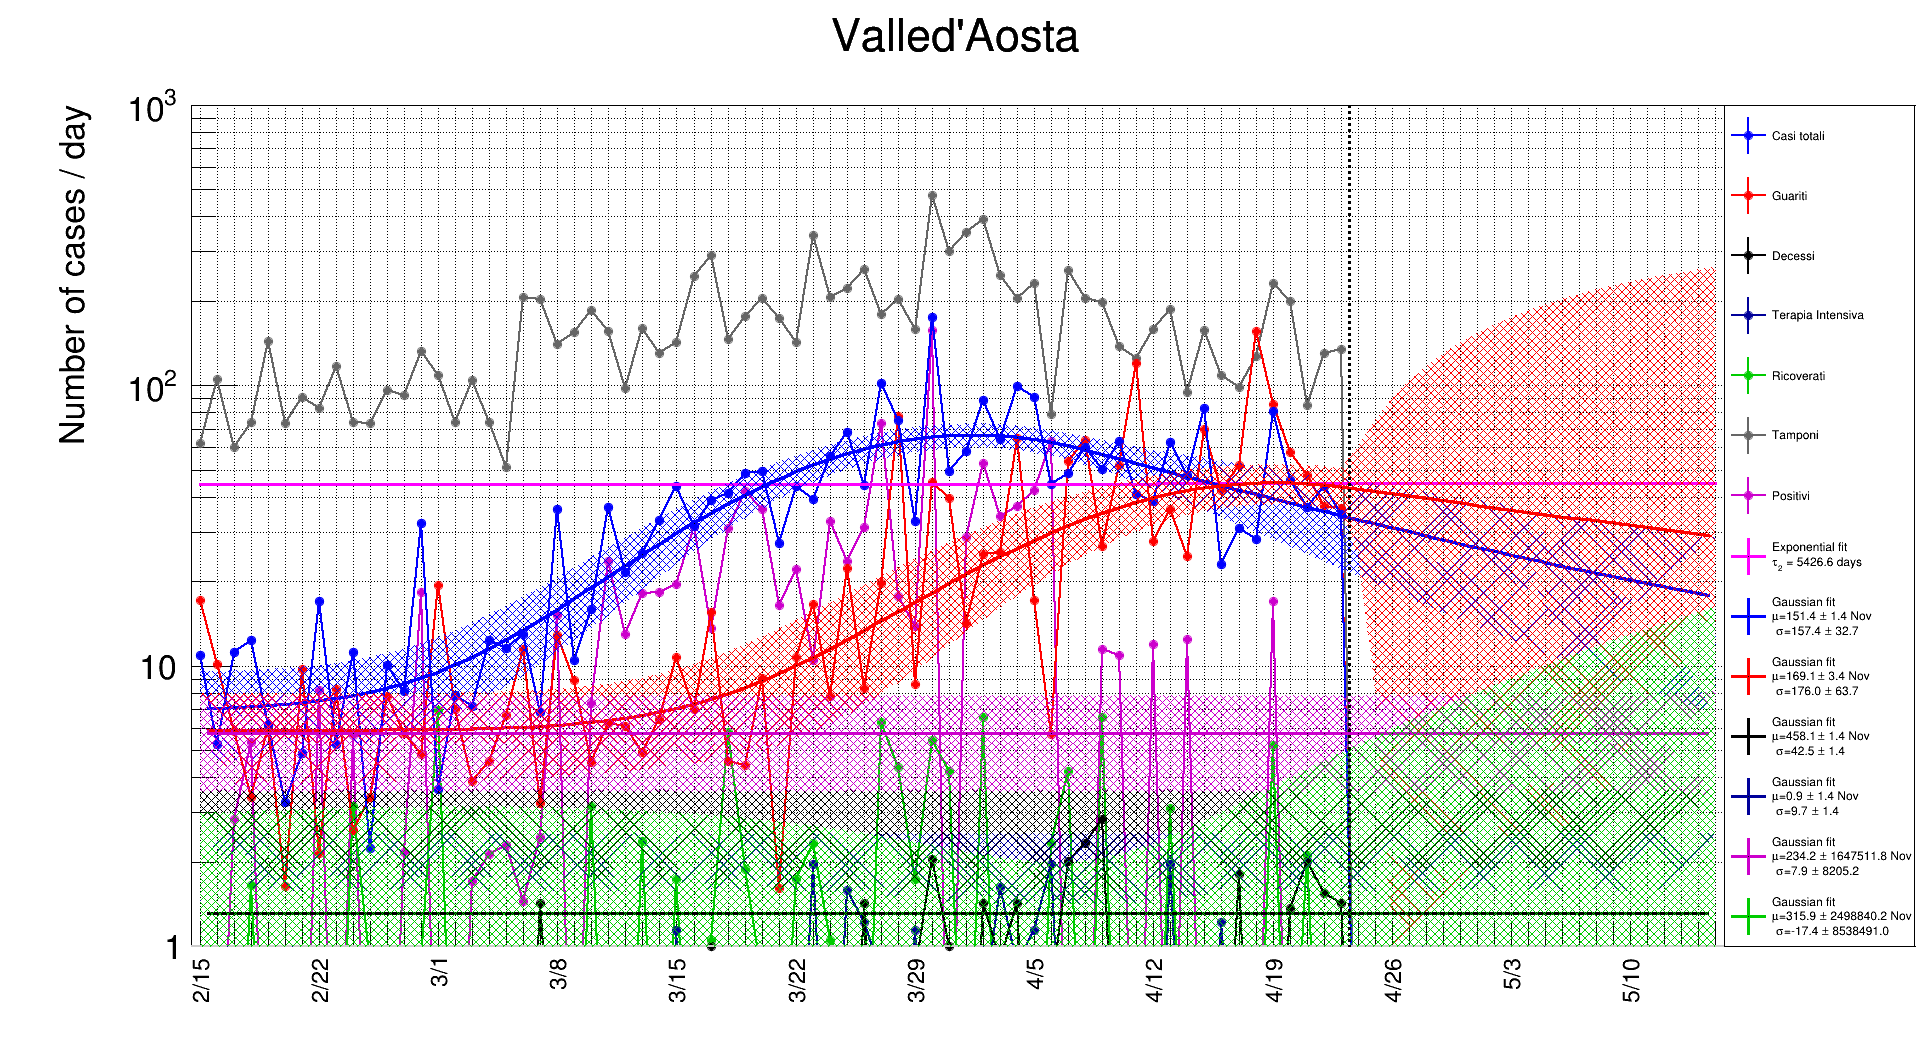 Valled'Aosta
Number of cases / day
10³
10²
10
1
2/15
2/22
3/1
3/8
3/15
3/22
3/29
4/5
4/12
4/19
4/26
5/3
5/10
Casi totali
Guariti
Decessi
Terapia Intensiva
Ricoverati
Tamponi
Positivi
Exponential fit
τ₂ = 5426.6 days
Gaussian fit
μ=151.4 ± 1.4 Nov
σ=157.4 ± 32.7
Gaussian fit
μ=169.1 ± 3.4 Nov
σ=176.0 ± 63.7
Gaussian fit
μ=458.1 ± 1.4 Nov
σ=42.5 ± 1.4
Gaussian fit
μ=0.9 ± 1.4 Nov
σ=9.7 ± 1.4
Gaussian fit
μ=234.2 ± 1647511.8 Nov
σ=7.9 ± 8205.2
Gaussian fit
μ=315.9 ± 2498840.2 Nov
σ=-17.4 ± 8538491.0